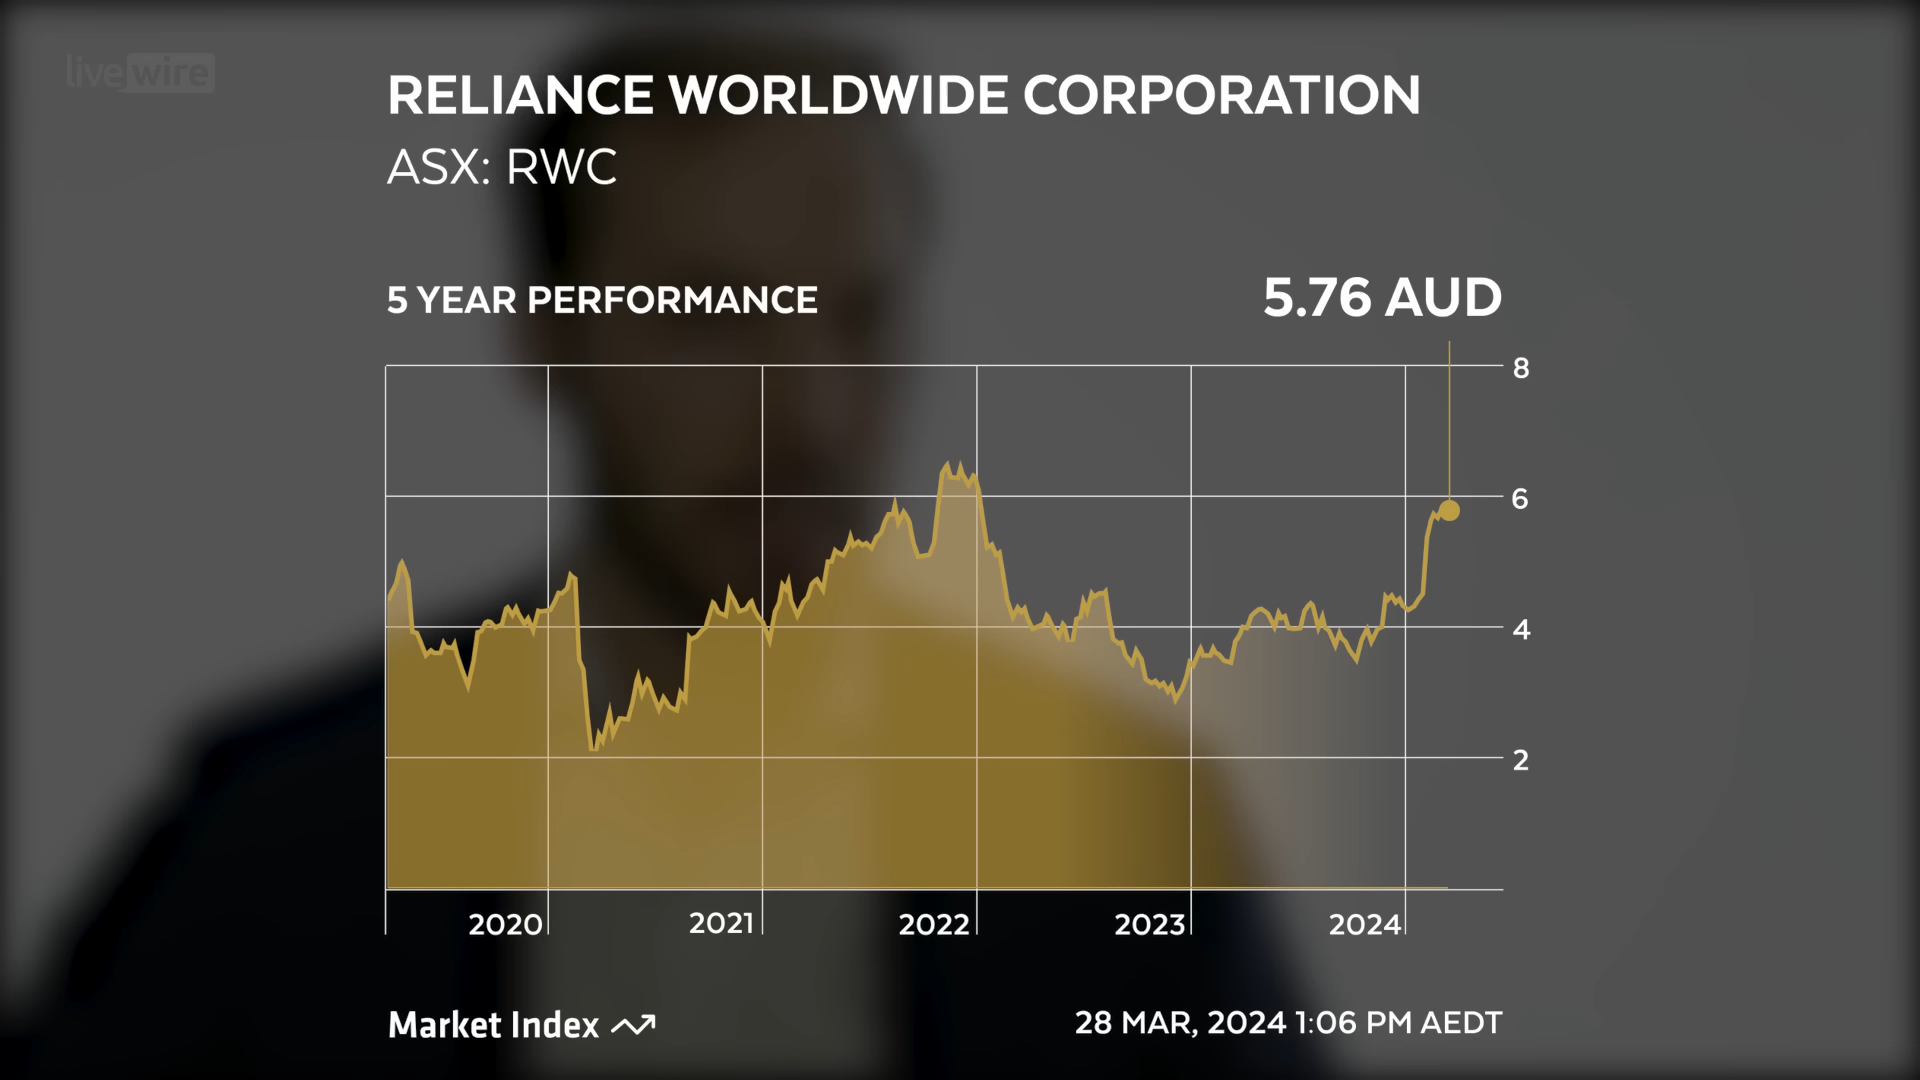 livewire
RELIANCE WORLDWIDE CORPORATION
ASX: RWC
5 YEAR PERFORMANCE
5.76 AUD
8
6
4
2
2020
2021
2022
2023
2024
Market Index
28 MAR, 2024 1:06 PM AEDT